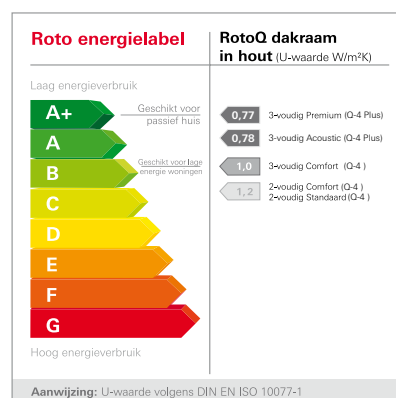 Roto energielabel
Laag energieverbruik
A+
Geschikt voor
passief huis
A
B
Geschikt voor lage
energie woningen
C
D
E
F
G
Hoog energieverbruik
RotoQ dakraam
in hout (U-waarde W/m²K)
0,77 3-voudig Premium (Q-4 Plus)
0,78 3-voudig Acoustic (Q-4 Plus)
1,0 3-voudig Comfort (Q-4 )
1,2 2-voudig Comfort (Q-4 )
2-voudig Standaard (Q-4 )
Aanwijzing: U-waarde volgens DIN EN ISO 10077-1